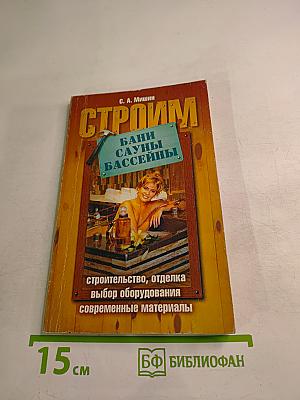 С. А. Мишин
СТРОИМ
БАНИ
САУНЫ
БАССЕЙНЫ
строительство, отделка
выбор оборудования
современные материалы
15 см
БФ БИБЛИОФАН